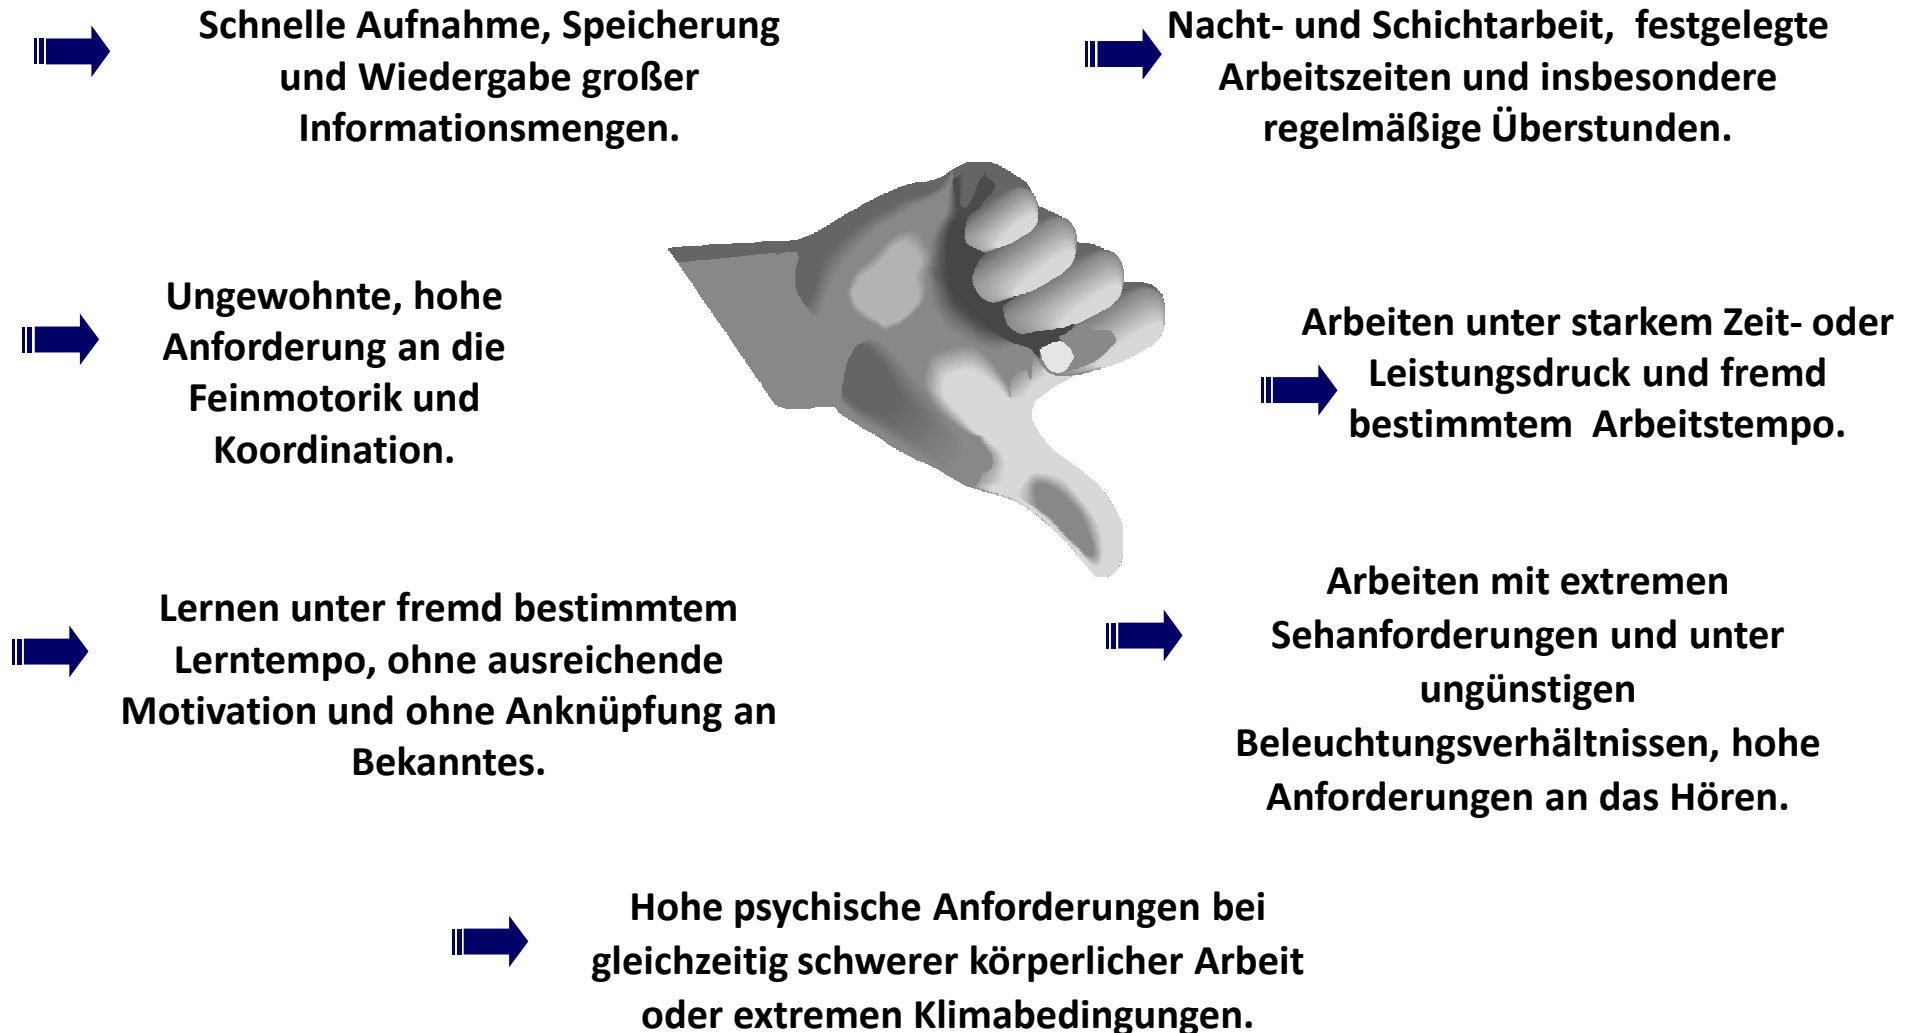 Schnelle Aufnahme, Speicherung
und Wiedergabe großer
Informationsmengen.
Nacht- und Schichtarbeit,  festgelegte
Arbeitszeiten und insbesondere
regelmäßige Überstunden.
Ungewohnte, hohe
Anforderung an die
Feinmotorik und
Koordination.
Arbeiten unter starkem Zeit- oder
Leistungsdruck und fremd
bestimmtem  Arbeitstempo.
Lernen unter fremd bestimmtem
Lerntempo, ohne ausreichende
Motivation und ohne Anknüpfung an
Bekanntes.
Arbeiten mit extremen
Sehanforderungen und unter
ungünstigen
Beleuchtungsverhältnissen, hohe
Anforderungen an das Hören.
Hohe psychische Anforderungen bei
gleichzeitig schwerer körperlicher Arbeit
oder extremen Klimabedingungen.